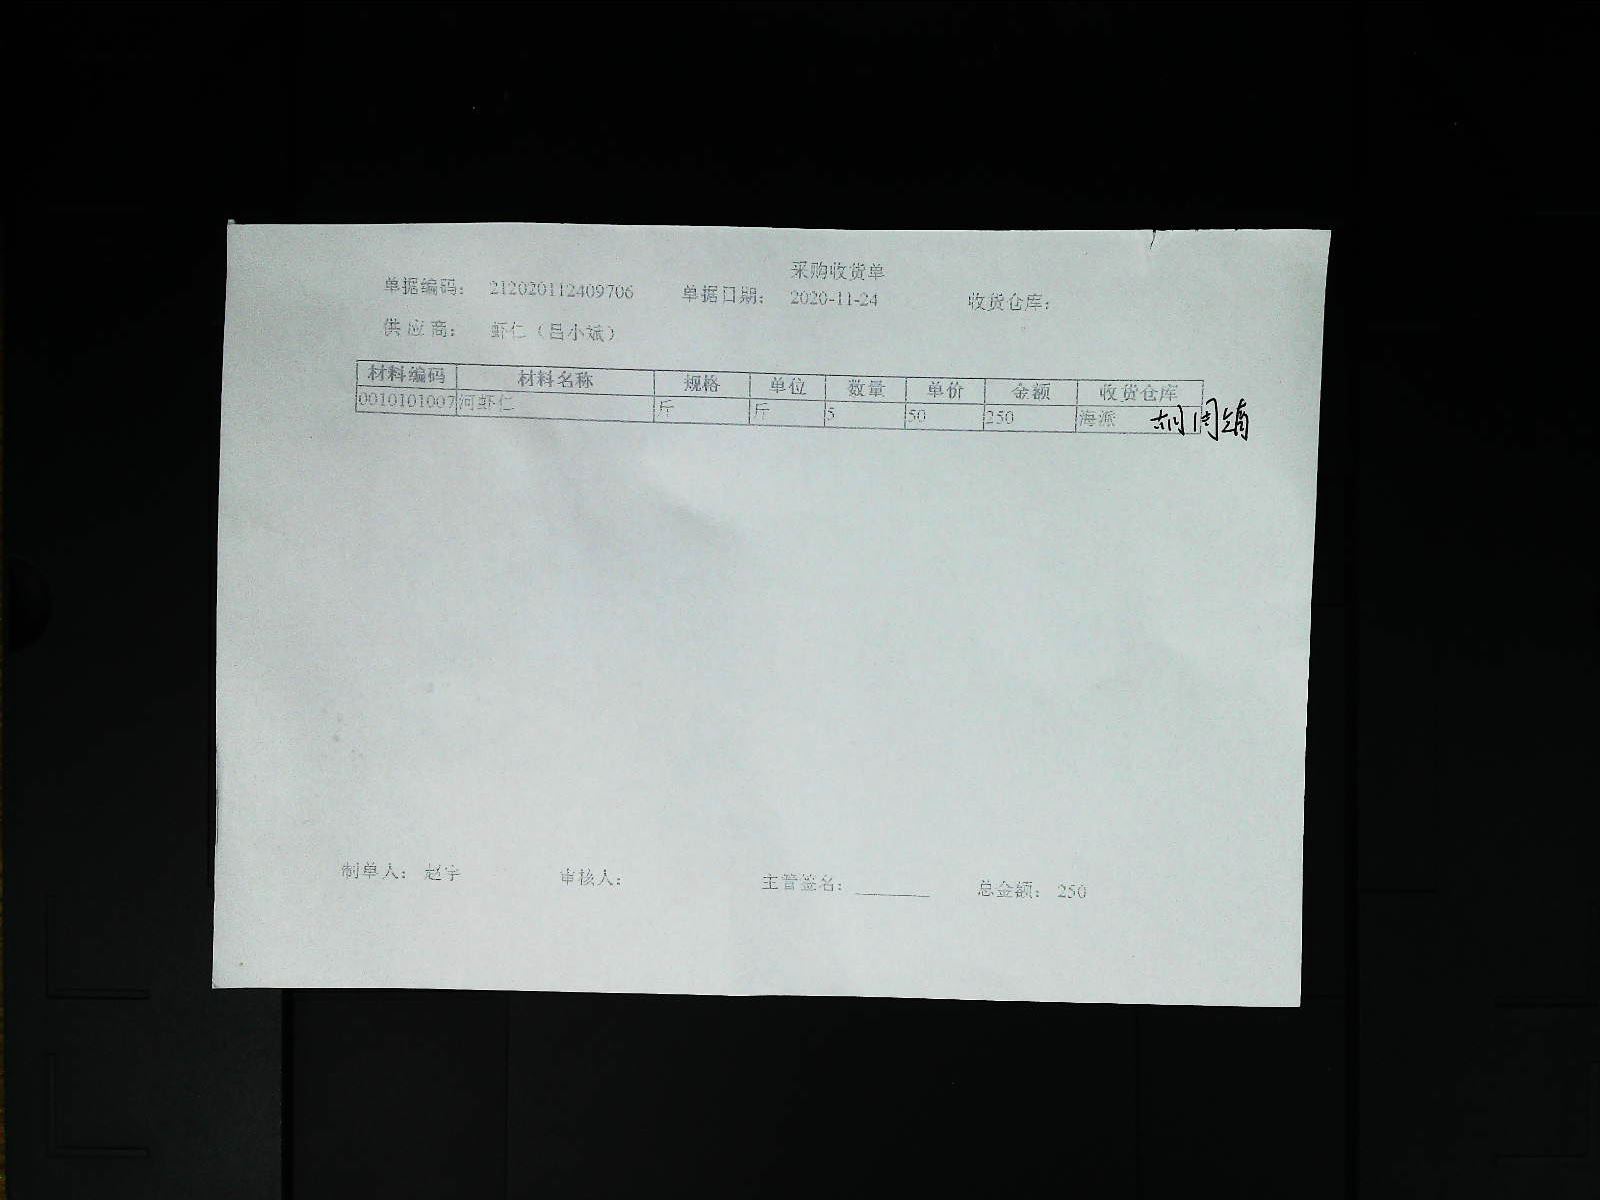 采购收货单
单据编码： 212020112409706 单据日期： 2020-11-24 收货仓库：
供应商： 虾仁（吕小斌）
材料编码 材料名称 规格 单位 数量 单价 金额 收货仓库
0010101007 河虾仁 斤 斤 5 50 250 海派
制单人： 赵宇 审核人： 主管签名： 总金额： 250